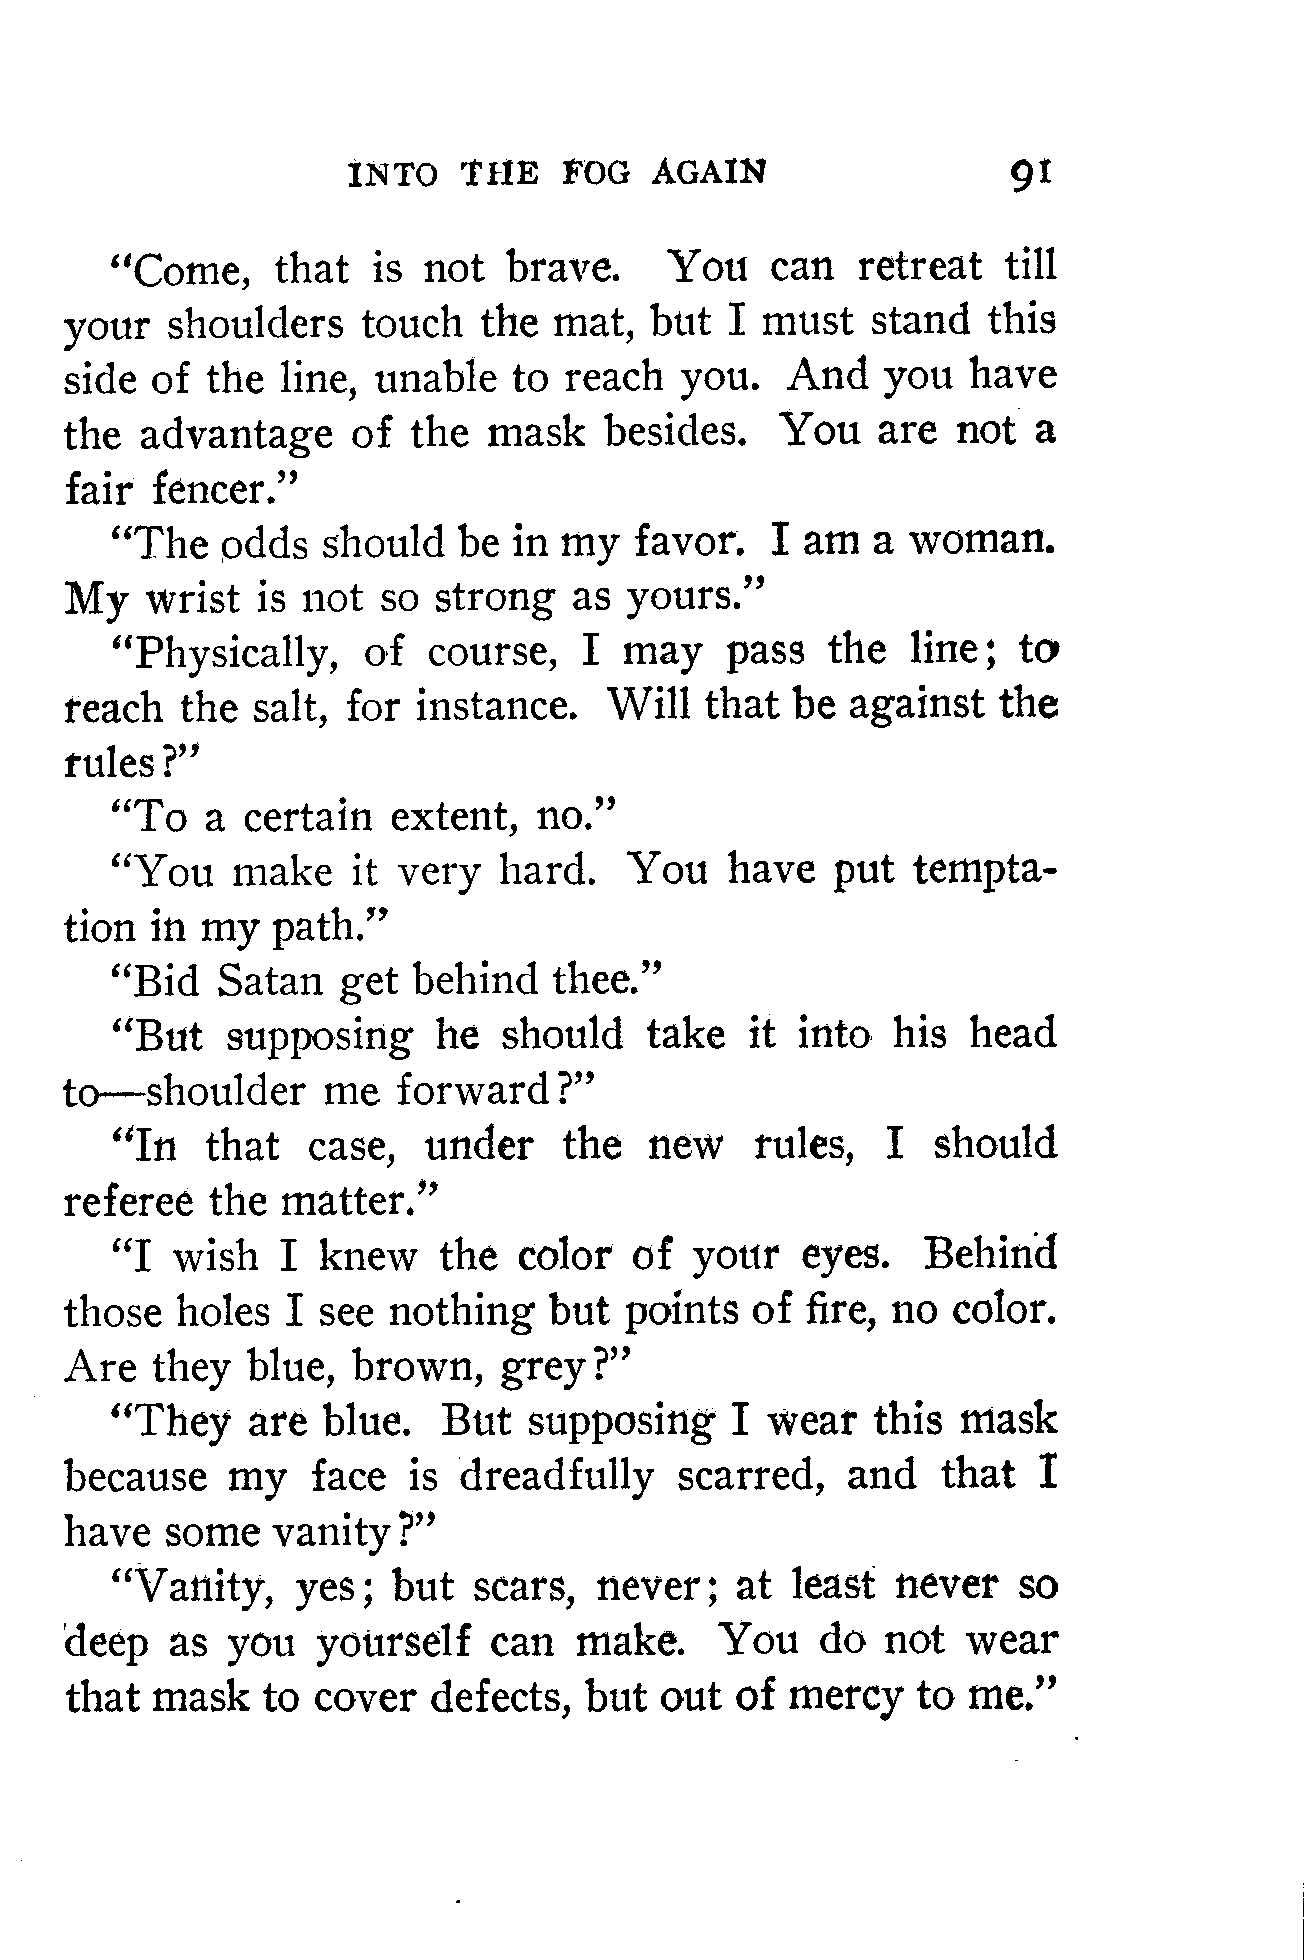 INTO THE FOG AGAIN 91
"Come, that is not brave. You can retreat till
your shoulders touch the mat, but I must stand this
side of the line, unable to reach you. And you have
the advantage of the mask besides. You are not a
fair fencer."
"The odds should be in my favor. I am a woman.
My wrist is not so strong as yours."
"Physically, of course, I may pass the line; to
reach the salt, for instance. Will that be against the
rules?"
"To a certain extent, no."
"You make it very hard. You have put tempta-
tion in my path."
"Bid Satan get behind thee."
"But supposing he should take it into his head
to—shoulder me forward?"
"In that case, under the new rules, I should
referee the matter."
"I wish I knew the color of your eyes. Behind
those holes I see nothing but points of fire, no color.
Are they blue, brown, grey?"
"They are blue. But supposing I wear this mask
because my face is dreadfully scarred, and that I
have some vanity?"
"Vanity, yes; but scars, never; at least never so
deep as you yourself can make. You do not wear
that mask to cover defects, but out of mercy to me."